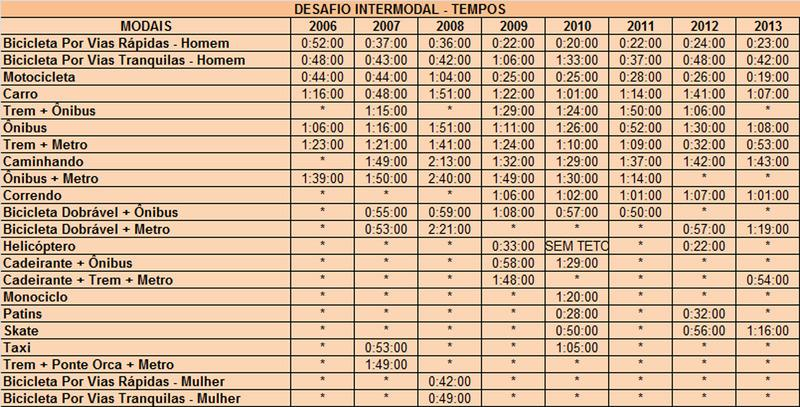 DESAFIO INTERMODAL - TEMPOS
MODAIS 2006 2007 2008 2009 2010 2011 2012 2013
Bicicleta Por Vias Rápidas - Homem 0:52:00 0:37:00 0:36:00 0:22:00 0:20:00 0:22:00 0:24:00 0:23:00
Bicicleta Por Vias Tranquilas - Homem 0:48:00 0:43:00 0:42:00 1:06:00 1:33:00 0:37:00 0:48:00 0:42:00
Motocicleta 0:44:00 0:44:00 1:04:00 0:25:00 0:25:00 0:28:00 0:26:00 0:19:00
Carro 1:16:00 0:48:00 1:51:00 1:22:00 1:01:00 1:14:00 1:41:00 1:07:00
Trem + Ônibus * 1:15:00 * 1:29:00 1:24:00 1:50:00 1:06:00 *
Ônibus 1:06:00 1:16:00 1:51:00 1:11:00 1:26:00 0:52:00 1:30:00 1:08:00
Trem + Metro 1:23:00 1:21:00 1:41:00 1:24:00 1:10:00 1:09:00 0:32:00 0:53:00
Caminhando * 1:49:00 2:13:00 1:32:00 1:29:00 1:37:00 1:42:00 1:43:00
Ônibus + Metro 1:39:00 1:50:00 2:40:00 1:49:00 1:30:00 1:14:00 * *
Correndo * * * 1:06:00 1:02:00 1:01:00 1:07:00 1:01:00
Bicicleta Dobrável + Ônibus * 0:55:00 0:59:00 1:08:00 0:57:00 0:50:00 * *
Bicicleta Dobrável + Metro * 0:53:00 2:21:00 * * * 0:57:00 1:19:00
Helicóptero * * * 0:33:00 SEM TETO * 0:22:00 *
Cadeirante + Ônibus * * * 0:58:00 1:29:00 * * *
Cadeirante + Trem + Metro * * * 1:48:00 * * * 0:54:00
Monociclo * * * * 1:20:00 * * *
Patins * * * * 0:28:00 * 0:32:00 *
Skate * * * * 0:50:00 * 0:56:00 1:16:00
Taxi * 0:53:00 * * 1:05:00 * * *
Trem + Ponte Orca + Metro * 1:49:00 * * * * * *
Bicicleta Por Vias Rápidas - Mulher * * 0:42:00 * * * * *
Bicicleta Por Vias Tranquilas - Mulher * * 0:49:00 * * * * *